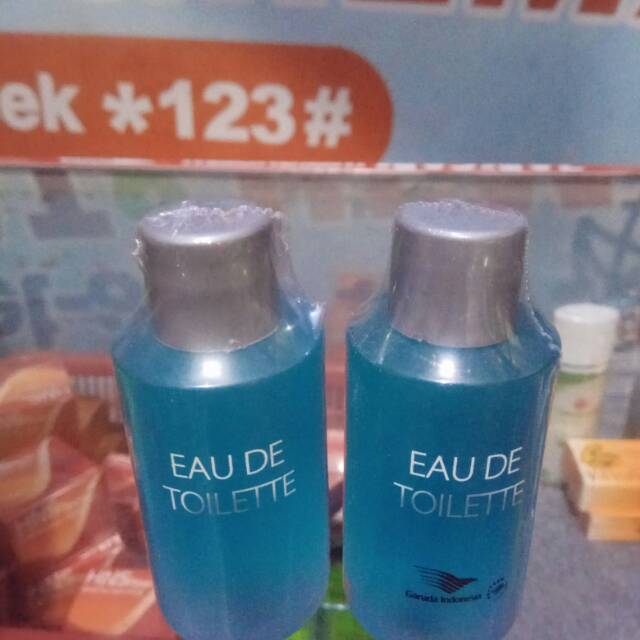 ek *123#
EAU DE
TOILETTE
EAU DE
TOILETTE
Garuda Indonesia